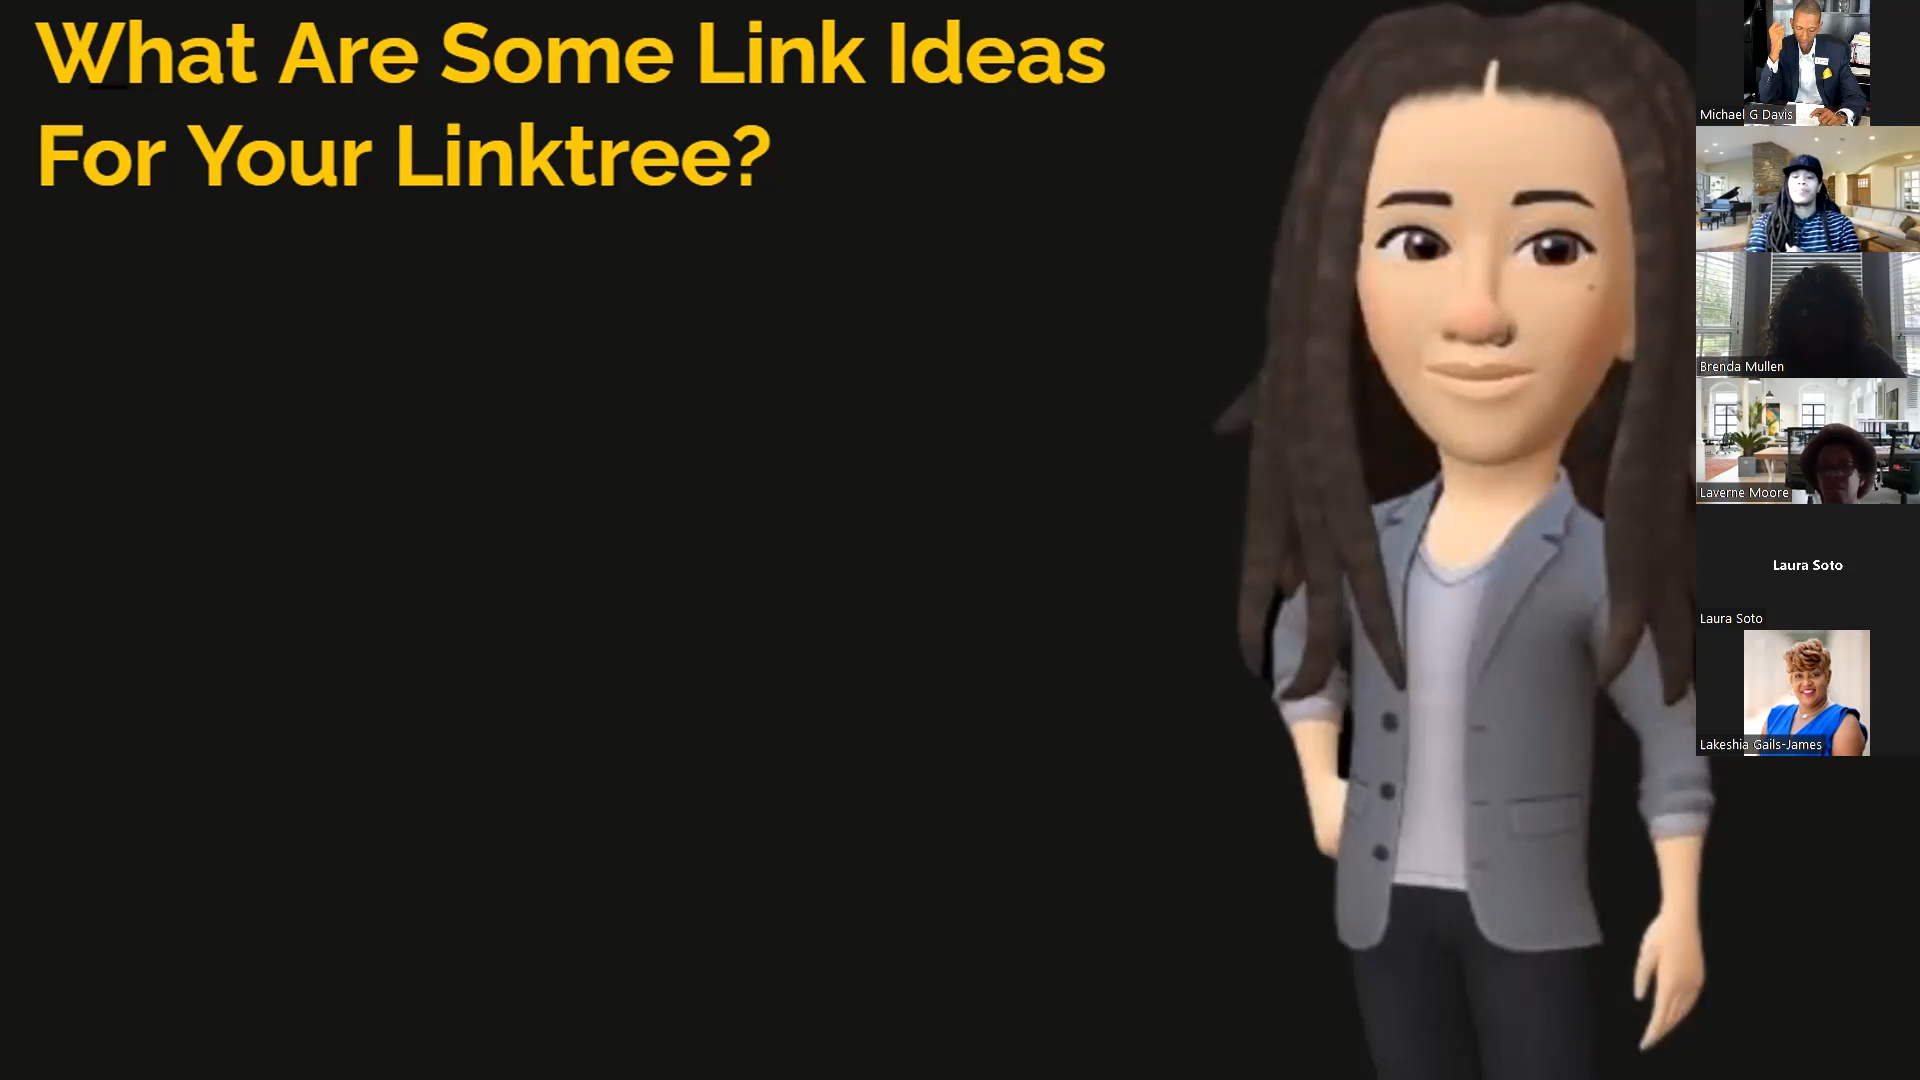 What Are Some Link Ideas
For Your Linktree?
Michael G Davis
Brenda Mullen
Laverne Moore
Laura Soto
Laura Soto
Lakeshia Gails-James